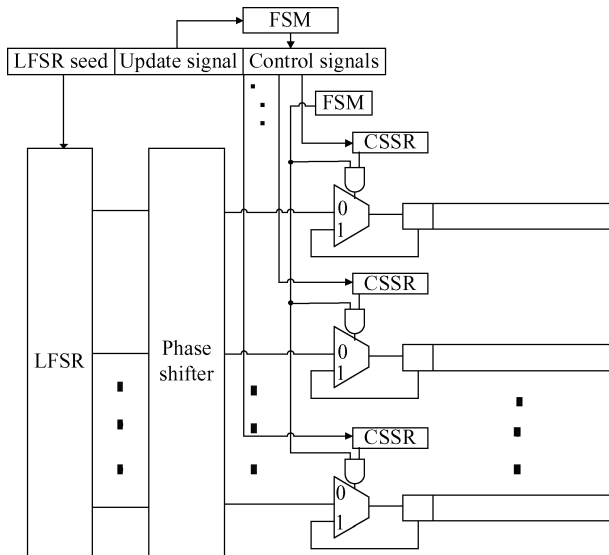 FSM
LFSR seed
Update signal
Control signals
FSM
CSSR
0
1
CSSR
LFSR
Phase
shifter
0
1
CSSR
0
1